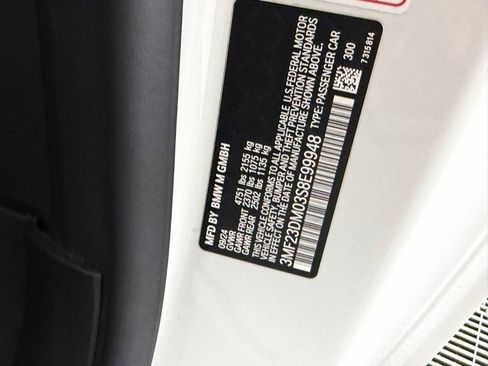 MFD BY BMW M GMBH
09/24
GVWR 4751 lbs 2155 kg
GAWR FRONT 2370 lbs 1075 kg
GAWR REAR 2502 lbs 1135 kg
THIS VEHICLE CONFORMS TO ALL APPLICABLE U.S. FEDERAL MOTOR
VEHICLE SAFETY, BUMPER AND THEFT PREVENTION STANDARDS
IN EFFECT ON THE DATE OF MANUFACTURE SHOWN ABOVE.
3MF23DM03S8E99948 TYPE: PASSENGER CAR
300
7 315 814